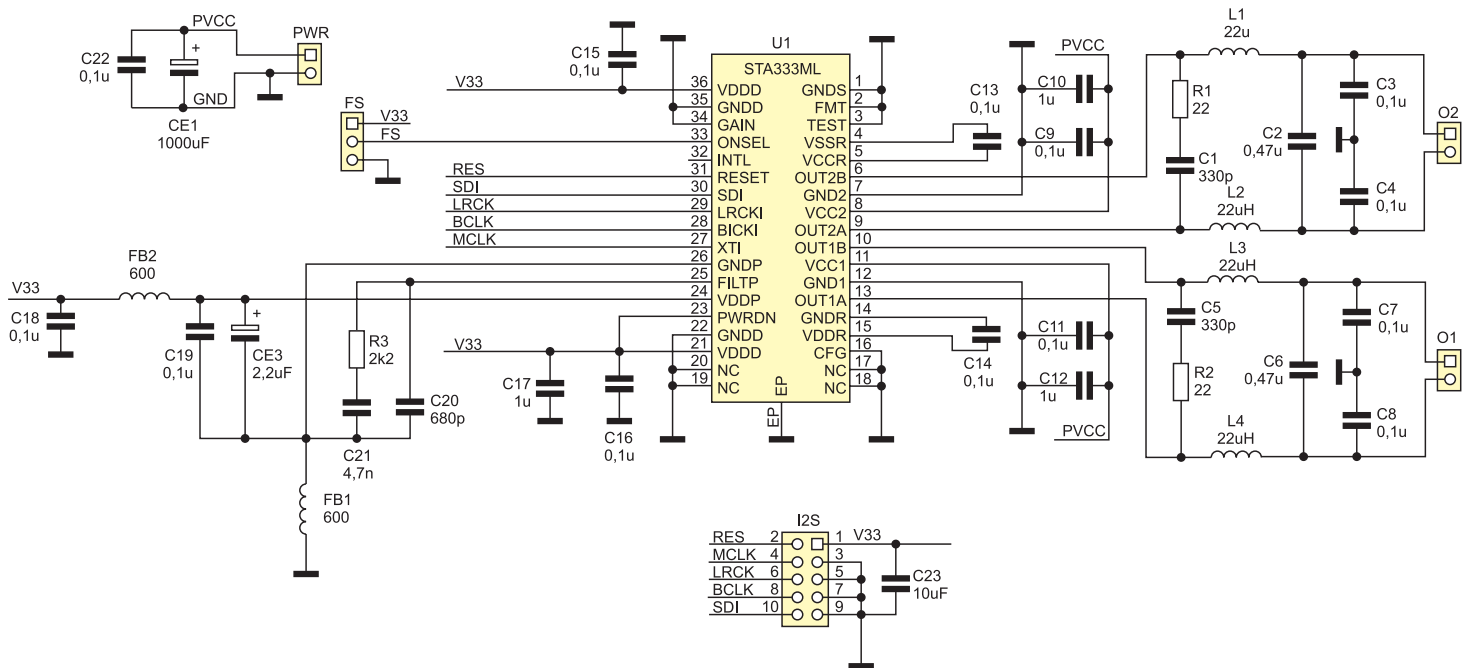 PVCC
PWR
C22
0,1u
+
GND
CE1
1000uF
FS
V33
FS
C15
0,1u
V33
RES
SDI
LRCK
BCLK
MCLK
U1
STA333ML
36 VDDD
35 GNDD
34 GAIN
33 ONSEL
32 INTL
31 RESET
30 SDI
29 LRCKI
28 BICKI
27 XTI
26 GNDP
25 FILTP
24 VDDP
23 PWRDN
22 GNDD
21 VDDD
20 NC
19 NC
GNDS 1
FMT 2
TEST 3
VSSR 4
VCCR 5
OUT2B 6
GND2 7
VCC2 8
OUT2A 9
OUT1B 10
VCC1 11
GND1 12
OUT1A 13
GNDR 14
VDDR 15
CFG 16
NC 17
NC 18
EP
EP
C13
0,1u
PVCC
C10
1u
C9
0,1u
C14
0,1u
C11
0,1u
C12
1u
PVCC
L1
22u
R1
22
C1
330p
L2
22uH
C2
0,47u
C3
0,1u
C4
0,1u
O2
L3
22uH
C5
330p
R2
22
L4
22uH
C6
0,47u
C7
0,1u
C8
0,1u
O1
FB2
600
V33
C18
0,1u
C19
0,1u
+
CE3
2,2uF
R3
2k2
C20
680p
C21
4,7n
FB1
600
V33
C17
1u
C16
0,1u
I2S
RES 2 1 V33
MCLK 4 3
LRCK 6 5
BCLK 8 7
SDI 10 9
C23
10uF